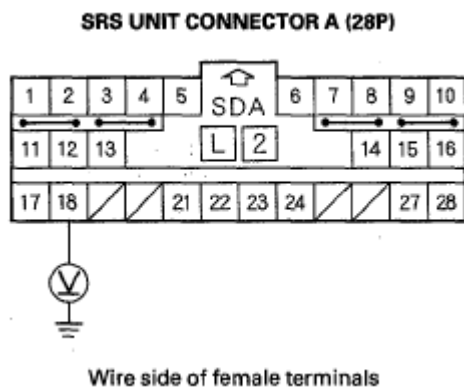 SRS UNIT CONNECTOR A (28P)
1 2 3 4 5 6 7 8 9 10
SDA
11 12 13 L 2 14 15 16
17 18 21 22 23 24 27 28
V
Wire side of female terminals